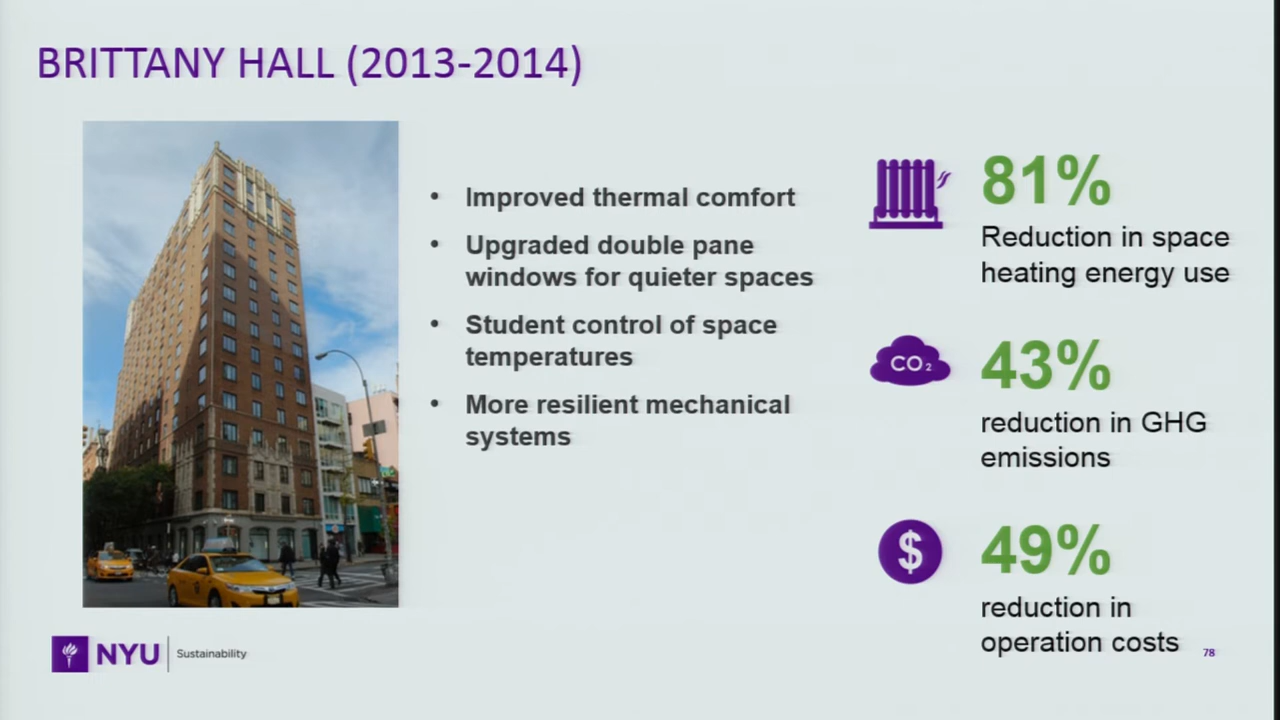 BRITTANY HALL (2013-2014)
• Improved thermal comfort
• Upgraded double pane
windows for quieter spaces
• Student control of space
temperatures
• More resilient mechanical
systems
81%
Reduction in space
heating energy use
CO2
43%
reduction in GHG
emissions
$
49%
reduction in
operation costs
NYU
Sustainability
78